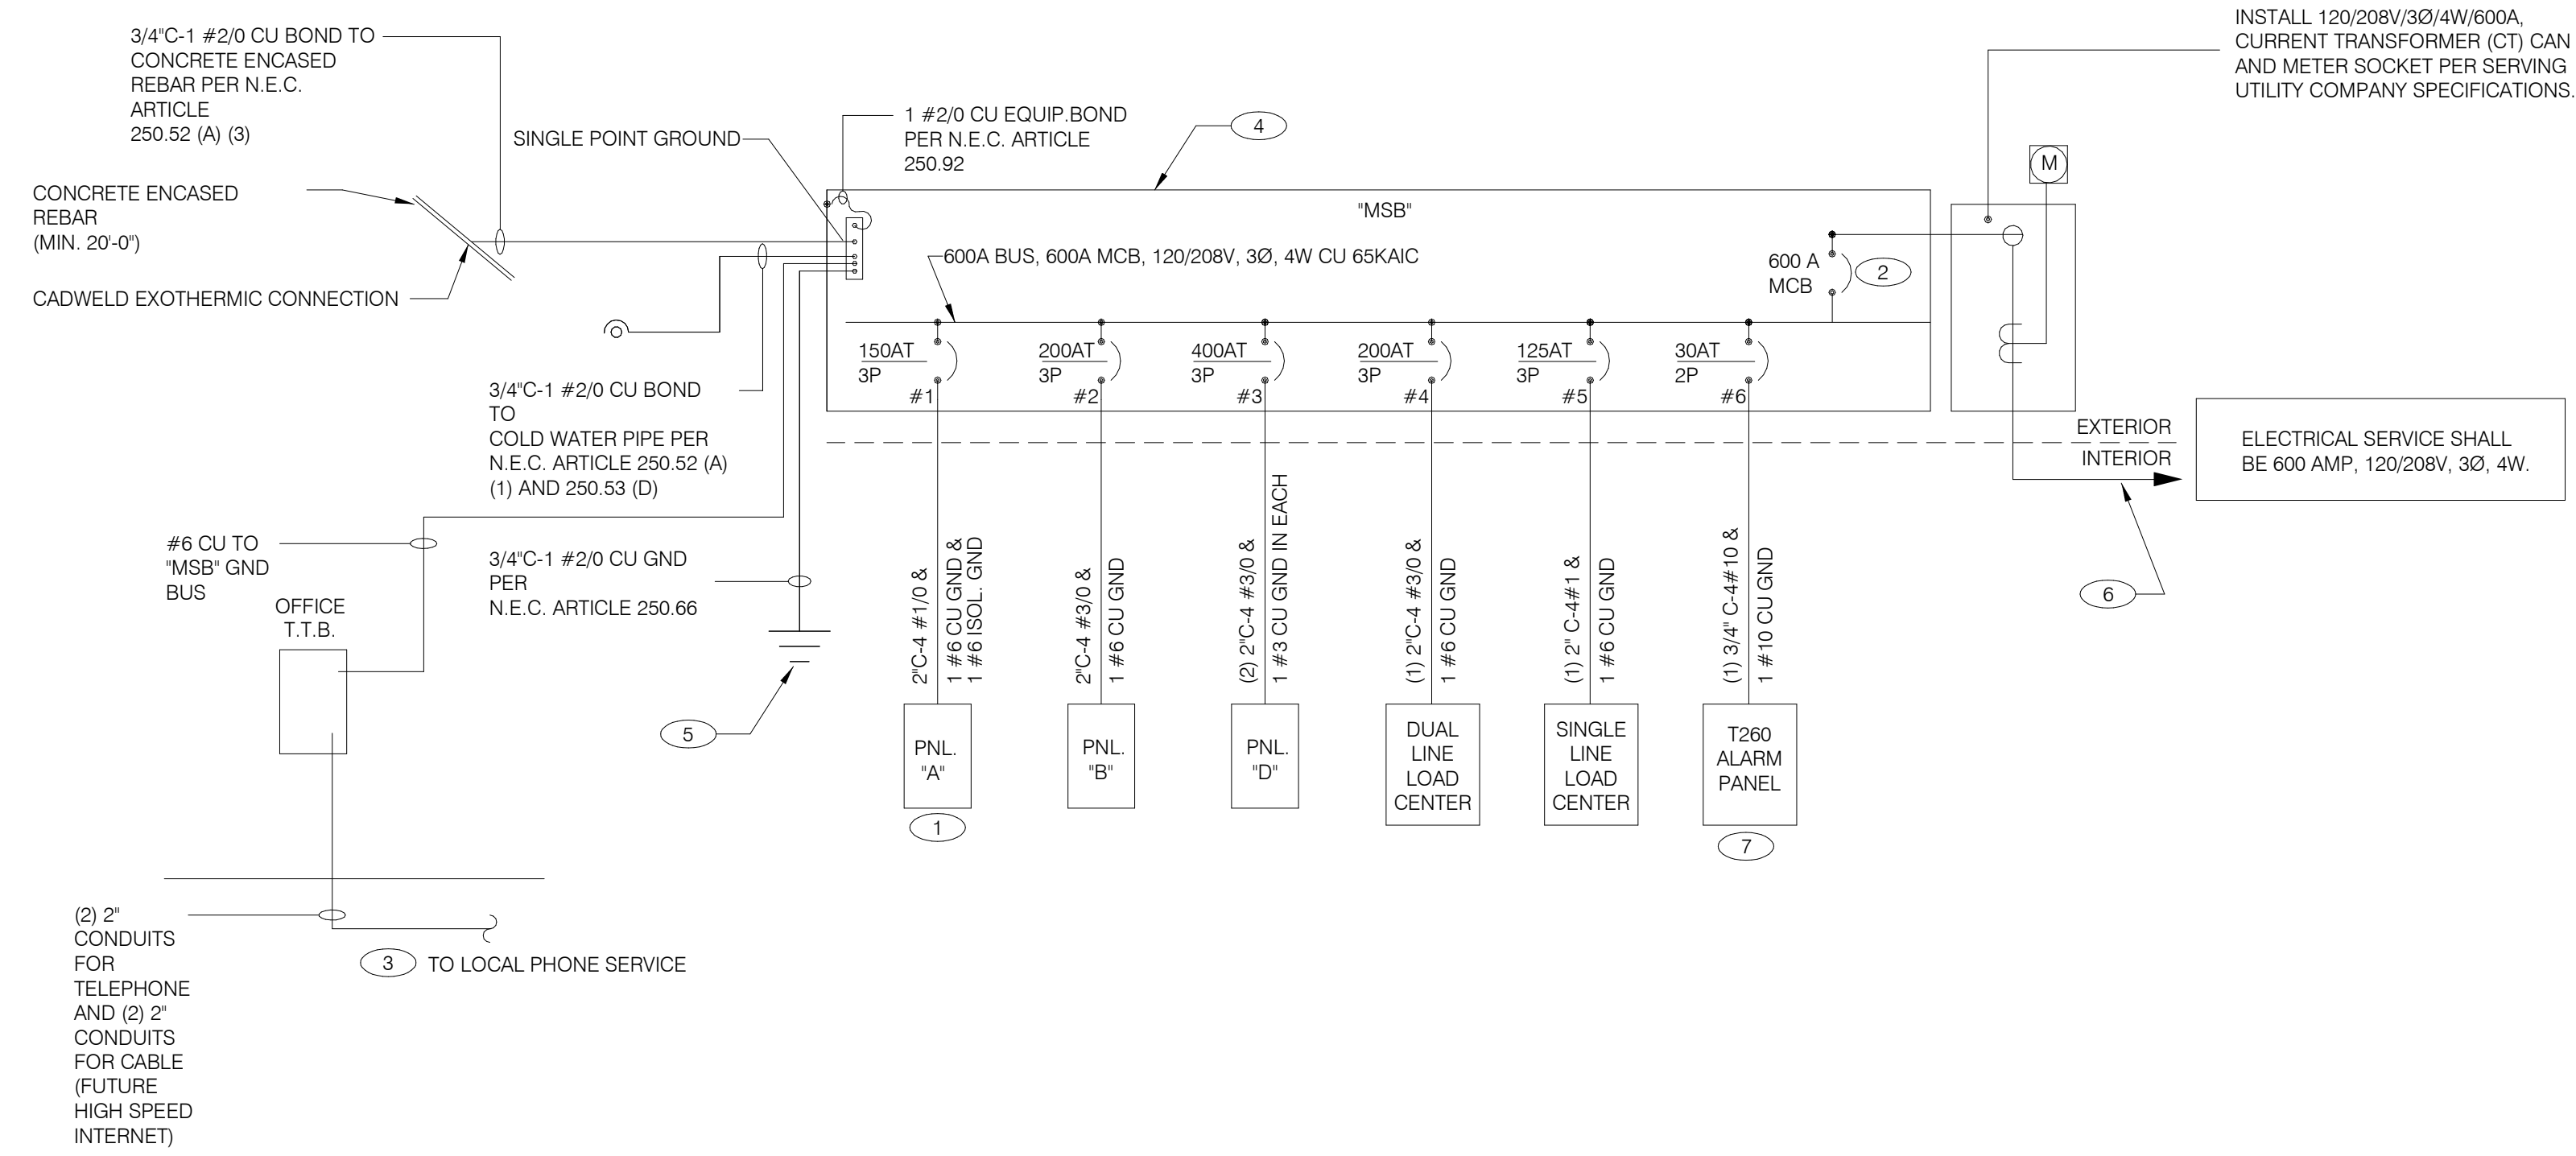 3/4"C-1 #2/0 CU BOND TO
CONCRETE ENCASED
REBAR PER N.E.C.
ARTICLE
250.52 (A) (3)
CONCRETE ENCASED
REBAR
(MIN. 20'-0")
CADWELD EXOTHERMIC CONNECTION
SINGLE POINT GROUND
1 #2/0 CU EQUIP.BOND
PER N.E.C. ARTICLE
250.92
4
INSTALL 120/208V/3Ø/4W/600A,
CURRENT TRANSFORMER (CT) CAN
AND METER SOCKET PER SERVING
UTILITY COMPANY SPECIFICATIONS.
M
"MSB"
600A BUS, 600A MCB, 120/208V, 3Ø, 4W CU 65KAIC
600 A
MCB
2
150AT
3P
#1
200AT
3P
#2
400AT
3P
#3
200AT
3P
#4
125AT
3P
#5
30AT
2P
#6
EXTERIOR
INTERIOR
ELECTRICAL SERVICE SHALL
BE 600 AMP, 120/208V, 3Ø, 4W.
6
3/4"C-1 #2/0 CU BOND
TO
COLD WATER PIPE PER
N.E.C. ARTICLE 250.52 (A)
(1) AND 250.53 (D)
#6 CU TO
"MSB" GND
BUS
OFFICE
T.T.B.
3/4"C-1 #2/0 CU GND
PER
N.E.C. ARTICLE 250.66
5
2"C-4 #1/0 &
1 #6 CU GND &
1 #6 ISOL. GND
2"C-4 #3/0 &
1 #6 CU GND
(2) 2"C-4 #3/0 &
1 #3 CU GND IN EACH
(1) 2"C-4 #3/0 &
1 #6 CU GND
(1) 2" C-4#1 &
1 #6 CU GND
(1) 3/4" C-4#10 &
1 #10 CU GND
PNL.
"A"
1
PNL.
"B"
PNL.
"D"
DUAL
LINE
LOAD
CENTER
SINGLE
LINE
LOAD
CENTER
T260
ALARM
PANEL
7
(2) 2"
CONDUITS
FOR
TELEPHONE
AND (2) 2"
CONDUITS
FOR CABLE
(FUTURE
HIGH SPEED
INTERNET)
3 TO LOCAL PHONE SERVICE